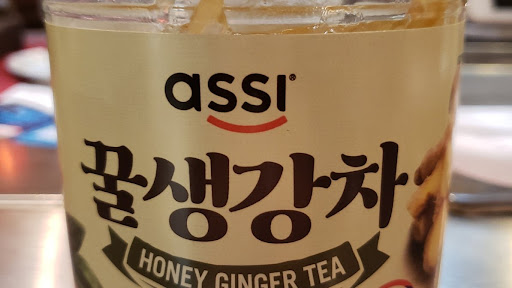 assi
꿀생강차
HONEY GINGER TEA